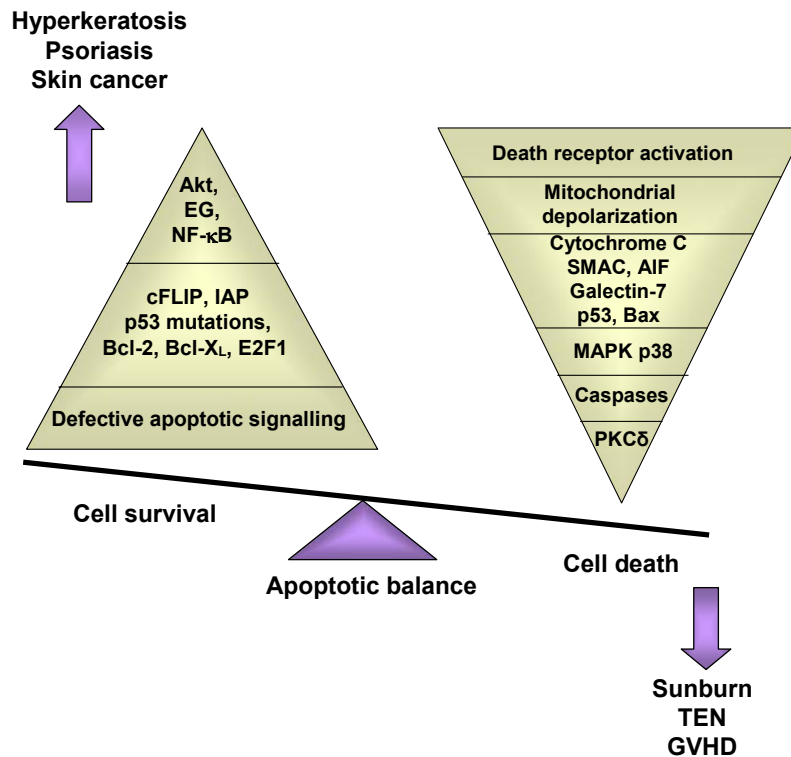 Hyperkeratosis
Psoriasis
Skin cancer
Akt,
EG,
NF-κB
cFLIP, IAP
p53 mutations,
Bcl-2, Bcl-XL, E2F1
Defective apoptotic signalling
Death receptor activation
Mitochondrial
depolarization
Cytochrome C
SMAC, AIF
Galectin-7
p53, Bax
MAPK p38
Caspases
PKCδ
Cell survival
Apoptotic balance
Cell death
Sunburn
TEN
GVHD